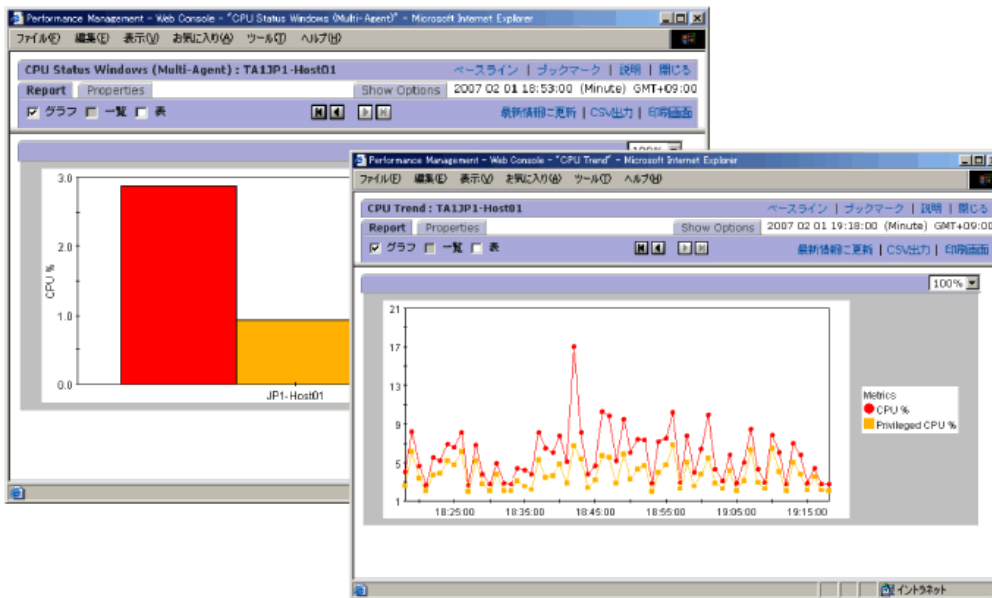 Performance Management - Web Console - "CPU Status Windows (Multi-Agent)" - Microsoft Internet Explorer
ファイル(F) 編集(E) 表示(V) お気に入り(A) ツール(T) ヘルプ(H)
CPU Status Windows (Multi-Agent) : TA1JP1-Host01 ベースライン | ブックマーク | 説明 | 閉じる
Report Properties Show Options 2007 02 01 18:53:00 (Minute) GMT+09:00
グラフ 一覧 表 最新情報に更新 | CSV出力 | 印刷画面
100%
3.0
2.0
1.0
0.0
CPU %
JP1-Host01
Performance Management - Web Console - "CPU Trend" - Microsoft Internet Explorer
ファイル(F) 編集(E) 表示(V) お気に入り(A) ツール(T) ヘルプ(H)
CPU Trend : TA1JP1-Host01 ベースライン | ブックマーク | 説明 | 閉じる
Report Properties Show Options 2007 02 01 19:18:00 (Minute) GMT+09:00
グラフ 一覧 表 最新情報に更新 | CSV出力 | 印刷画面
100%
21
17
13
9
5
1
18:25:00 18:35:00 18:45:00 18:55:00 19:05:00 19:15:00
Metrics
CPU %
Privileged CPU %
イントラネット